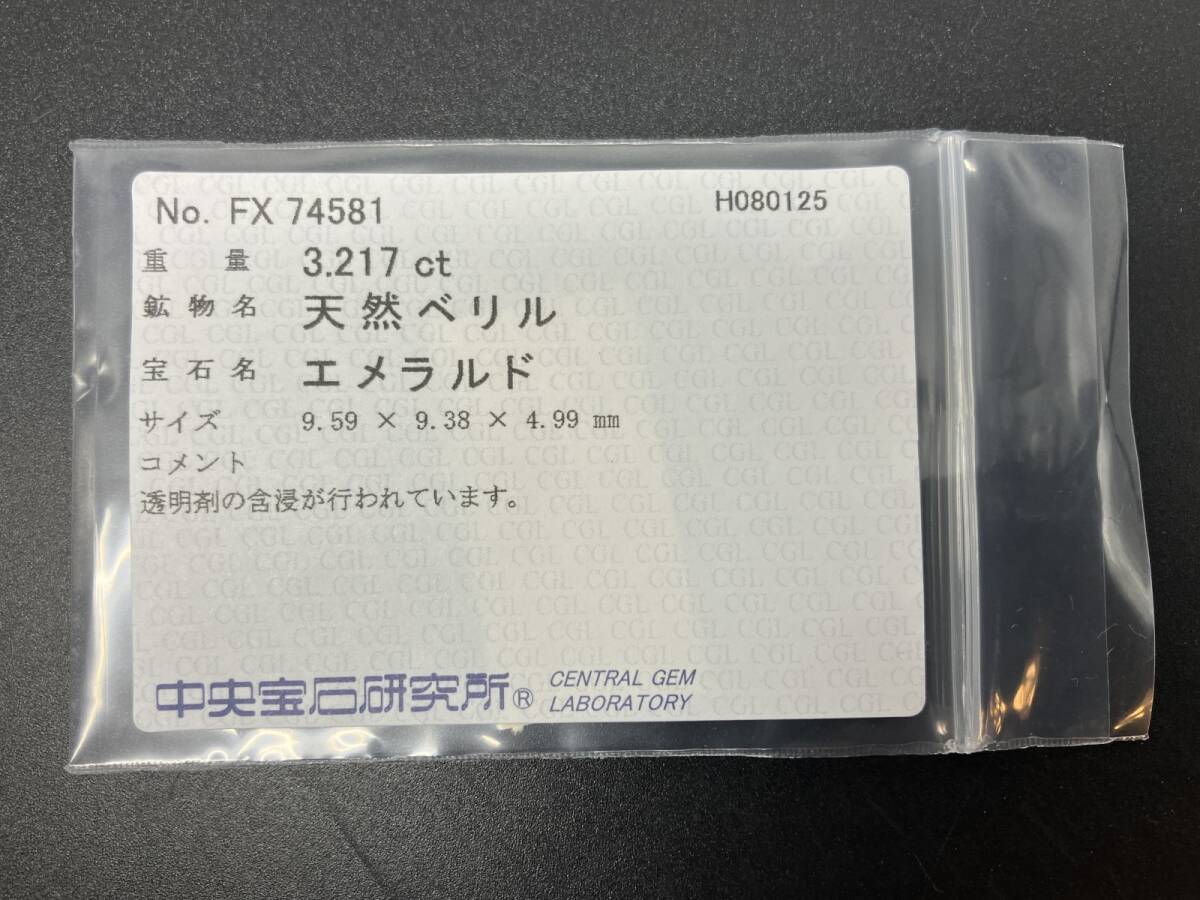 No. FX 74581 H080125
重量 3.217 ct
鉱物名 天然ベリル
宝石名 エメラルド
サイズ 9.59 × 9.38 × 4.99 mm
コメント
透明剤の含浸が行われています。
中央宝石研究所® CENTRAL GEM
LABORATORY